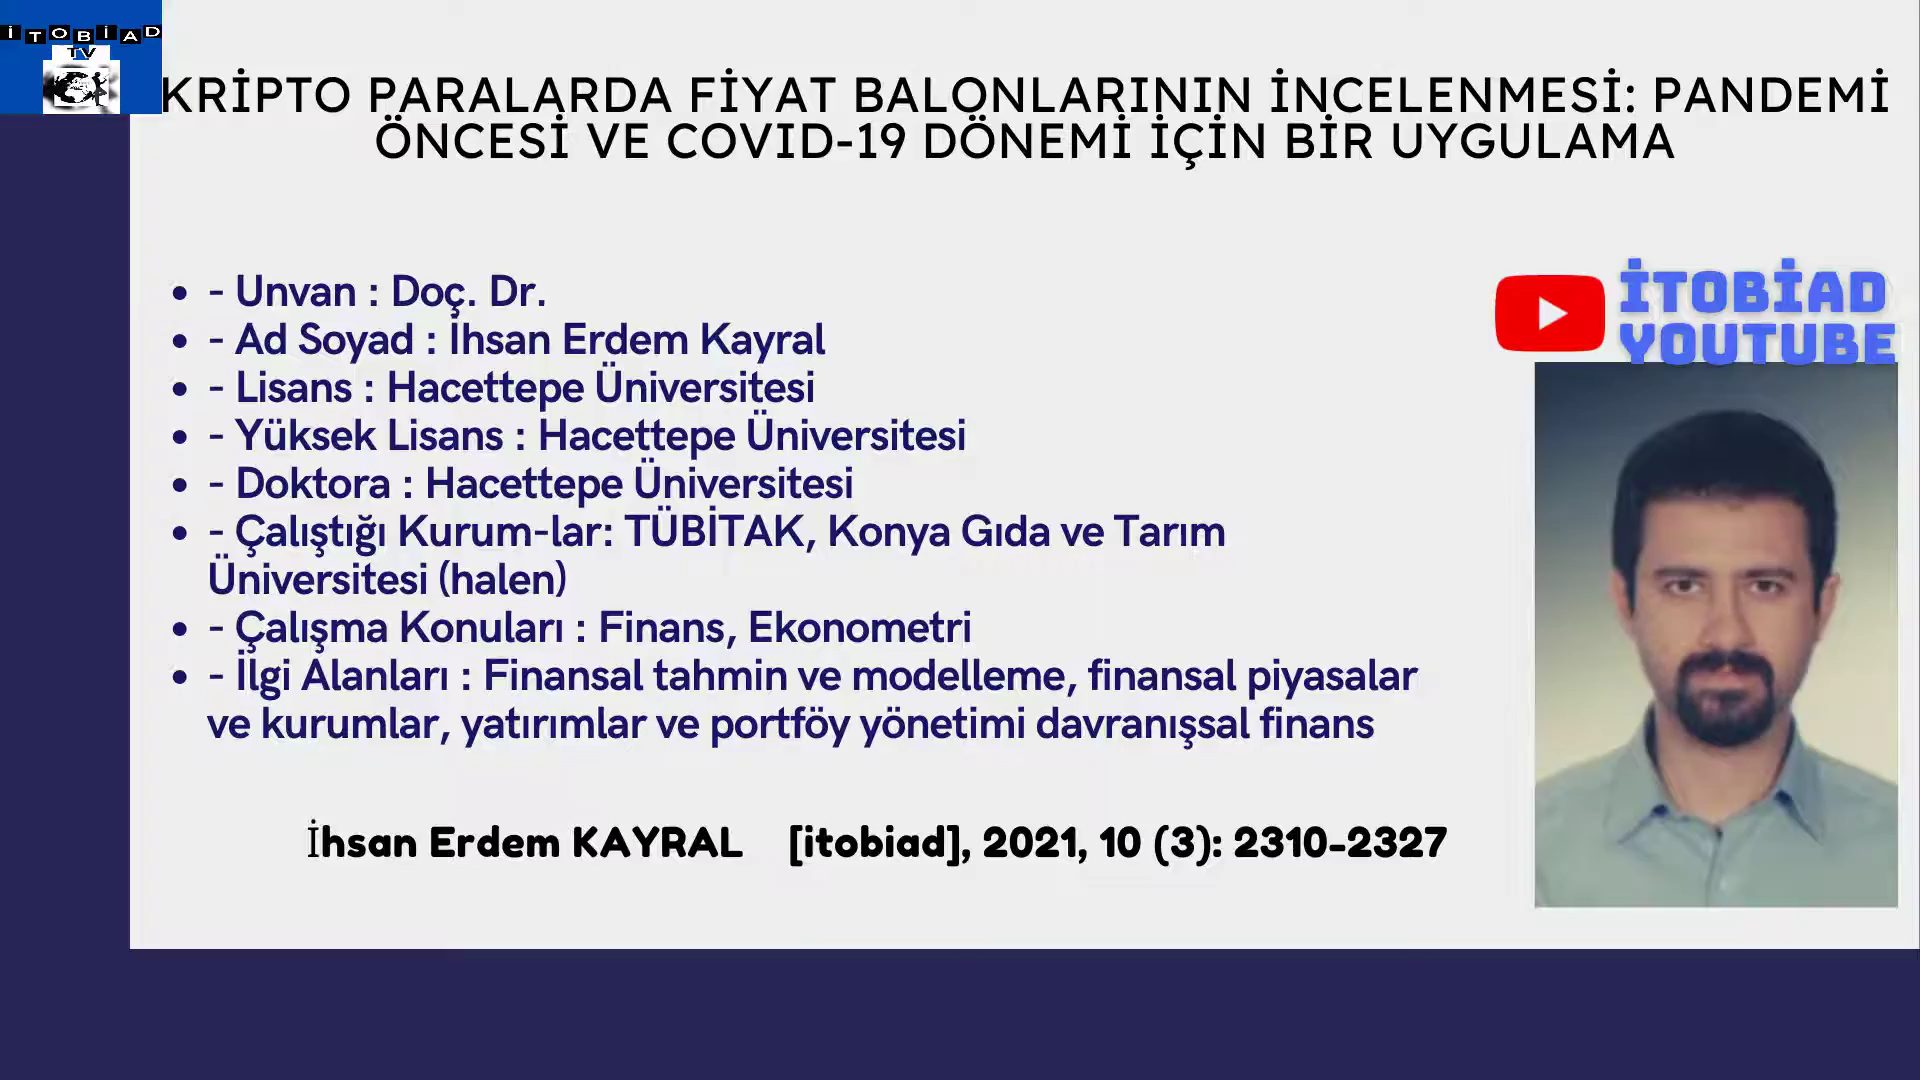 İTOBİAD
TV
KRİPTO PARALARDA FİYAT BALONLARININ İNCELENMESİ: PANDEMİ
ÖNCESİ VE COVID-19 DÖNEMİ İÇİN BİR UYGULAMA
• - Unvan : Doç. Dr.
• - Ad Soyad : İhsan Erdem Kayral
• - Lisans : Hacettepe Üniversitesi
• - Yüksek Lisans : Hacettepe Üniversitesi
• - Doktora : Hacettepe Üniversitesi
• - Çalıştığı Kurum-lar: TÜBİTAK, Konya Gıda ve Tarım
Üniversitesi (halen)
• - Çalışma Konuları : Finans, Ekonometri
• - İlgi Alanları : Finansal tahmin ve modelleme, finansal piyasalar
ve kurumlar, yatırımlar ve portföy yönetimi davranışsal finans
İTOBİAD
YOUTUBE
İhsan Erdem KAYRAL [itobiad], 2021, 10 (3): 2310-2327